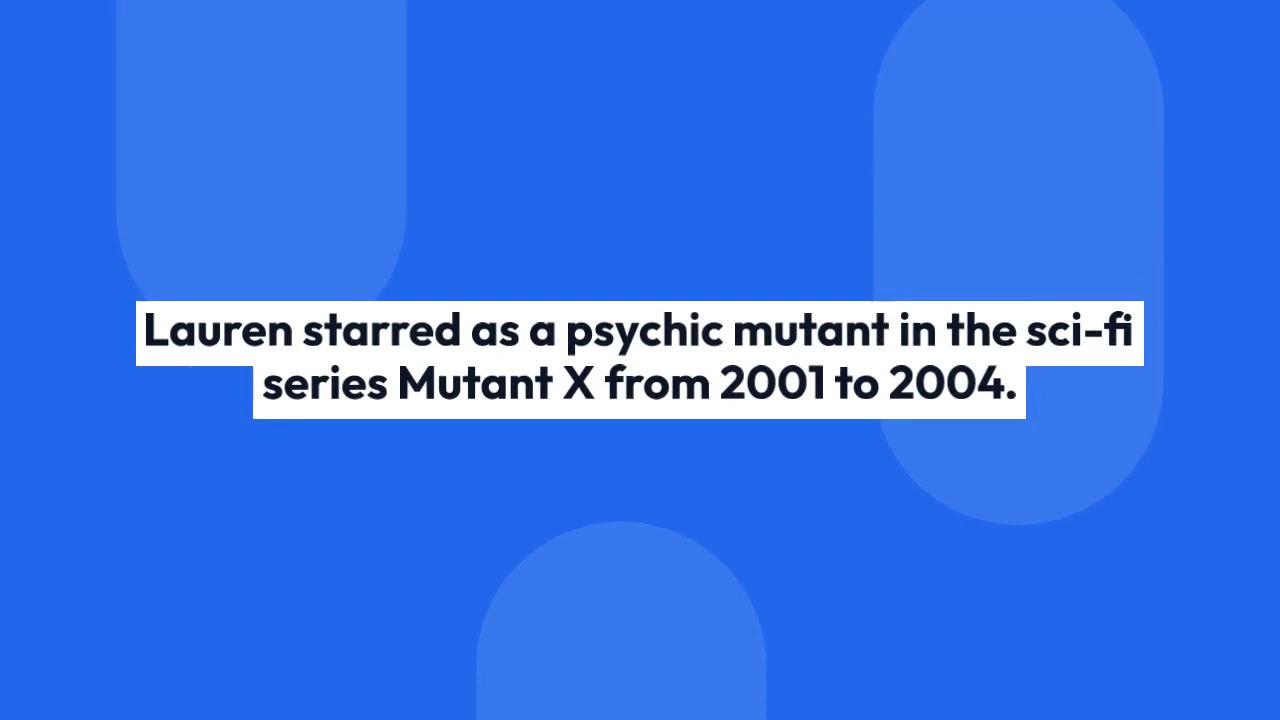 Lauren starred as a psychic mutant in the sci-fi
series Mutant X from 2001 to 2004.